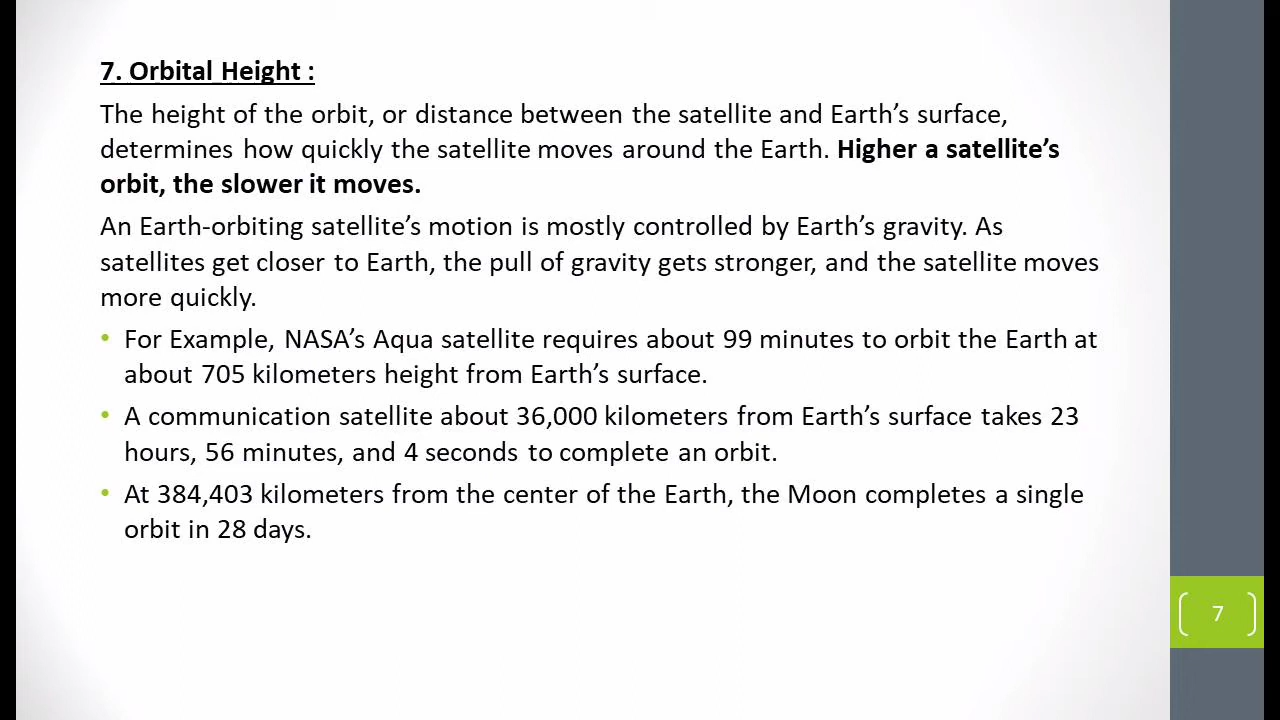 7. Orbital Height :
The height of the orbit, or distance between the satellite and Earth’s surface,
determines how quickly the satellite moves around the Earth. Higher a satellite’s
orbit, the slower it moves.
An Earth-orbiting satellite’s motion is mostly controlled by Earth’s gravity. As
satellites get closer to Earth, the pull of gravity gets stronger, and the satellite moves
more quickly.
• For Example, NASA’s Aqua satellite requires about 99 minutes to orbit the Earth at
about 705 kilometers height from Earth’s surface.
• A communication satellite about 36,000 kilometers from Earth’s surface takes 23
hours, 56 minutes, and 4 seconds to complete an orbit.
• At 384,403 kilometers from the center of the Earth, the Moon completes a single
orbit in 28 days.
7